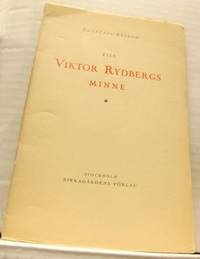 TILL
VIKTOR RYDBERGS
MINNE
STOCKHOLM
BIRKAGÅRDENS FÖRLAG